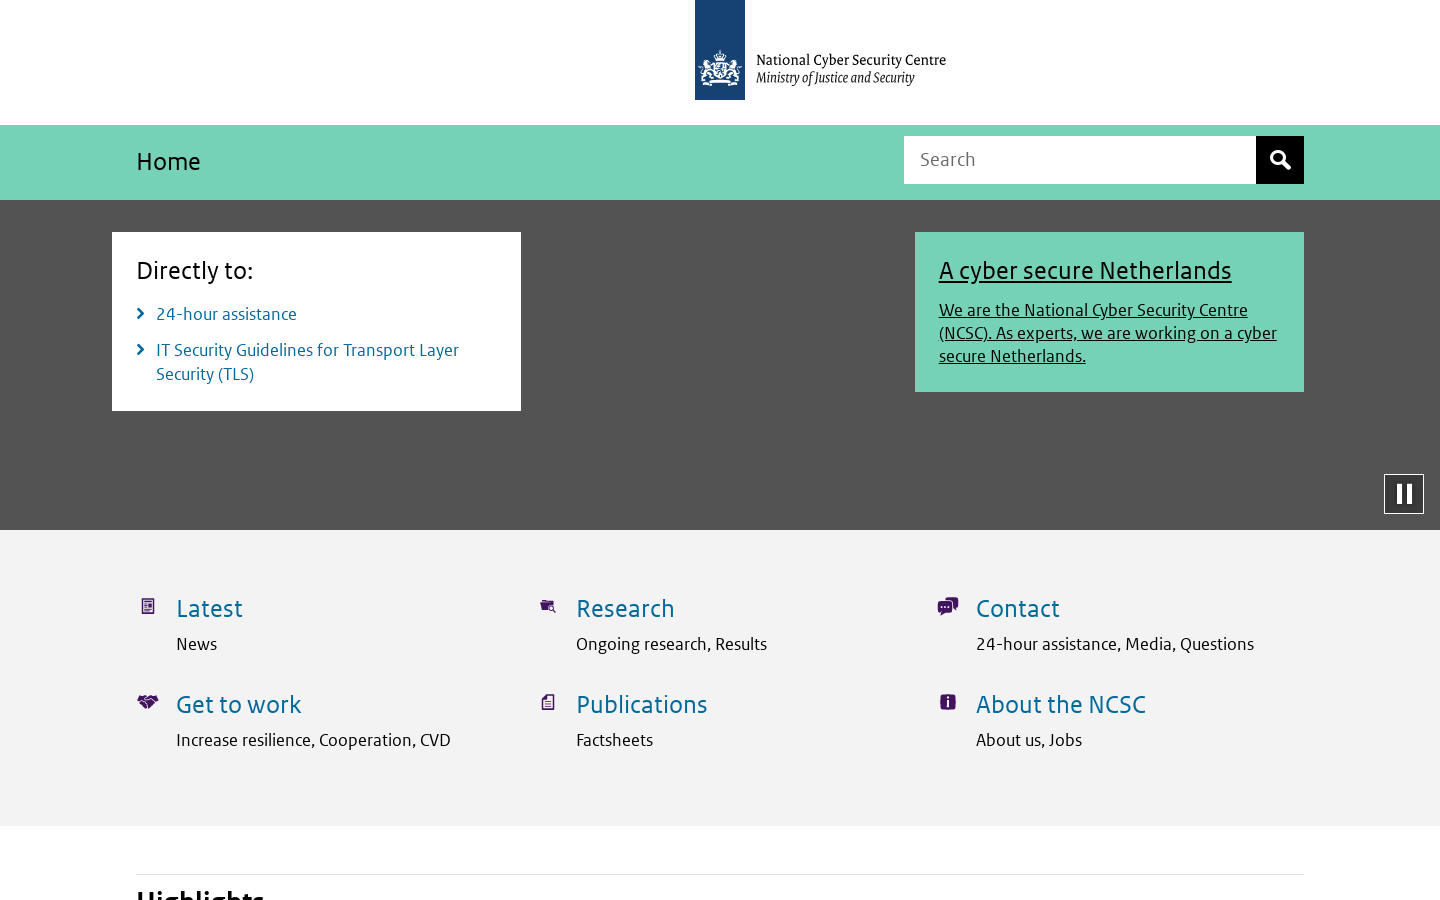 National Cyber Security Centre
Ministry of Justice and Security
Home
Search
Directly to:
24-hour assistance
IT Security Guidelines for Transport Layer
Security (TLS)
A cyber secure Netherlands
We are the National Cyber Security Centre
(NCSC). As experts, we are working on a cyber
secure Netherlands.
Latest
News
Research
Ongoing research, Results
Contact
24-hour assistance, Media, Questions
Get to work
Increase resilience, Cooperation, CVD
Publications
Factsheets
About the NCSC
About us, Jobs
Highlights